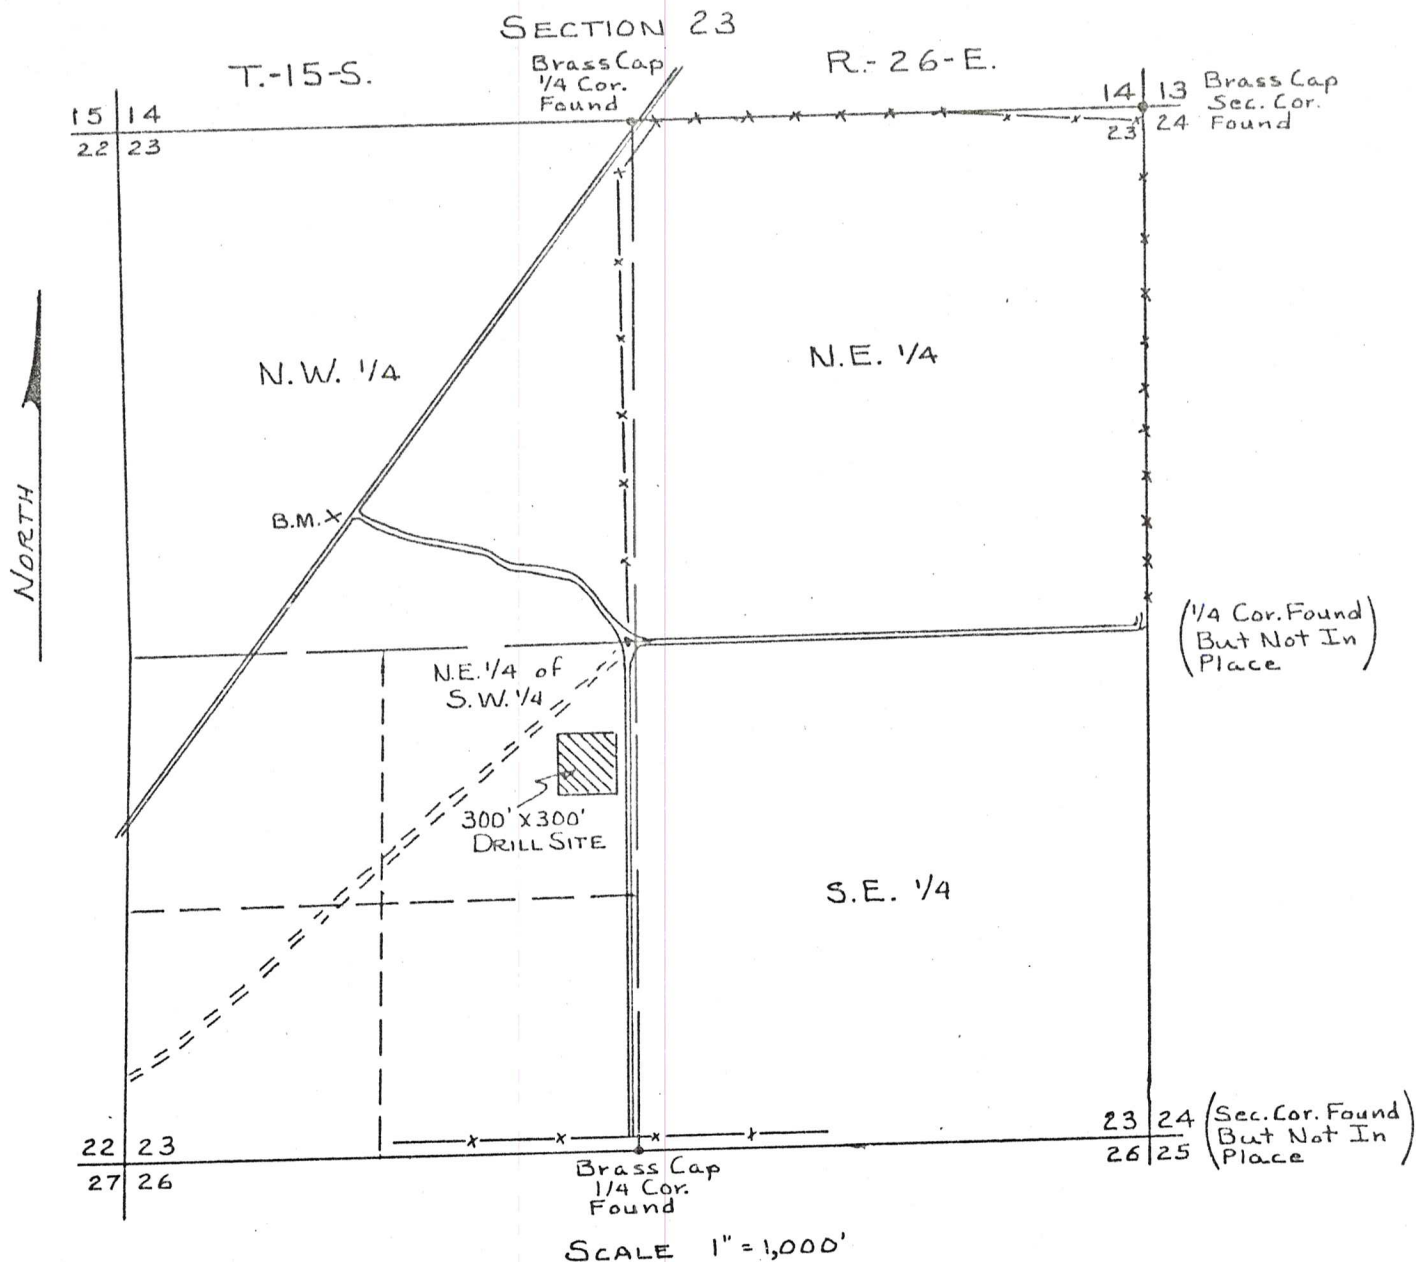 SECTION 23
T.-15-S.
R.-26-E.
Brass Cap
1/4 Cor.
Found
15 14
22 23
14 13
23 24
Brass Cap
Sec. Cor.
Found
N.W. 1/4
N.E. 1/4
NORTH
B.M. X
(1/4 Cor. Found
But Not In
Place)
N.E. 1/4 of
S.W. 1/4
300' X 300'
DRILL SITE
S.E. 1/4
22 23
27 26
23 24
26 25
(Sec. Cor. Found
But Not In
Place)
Brass Cap
1/4 Cor.
Found
SCALE 1" = 1,000'